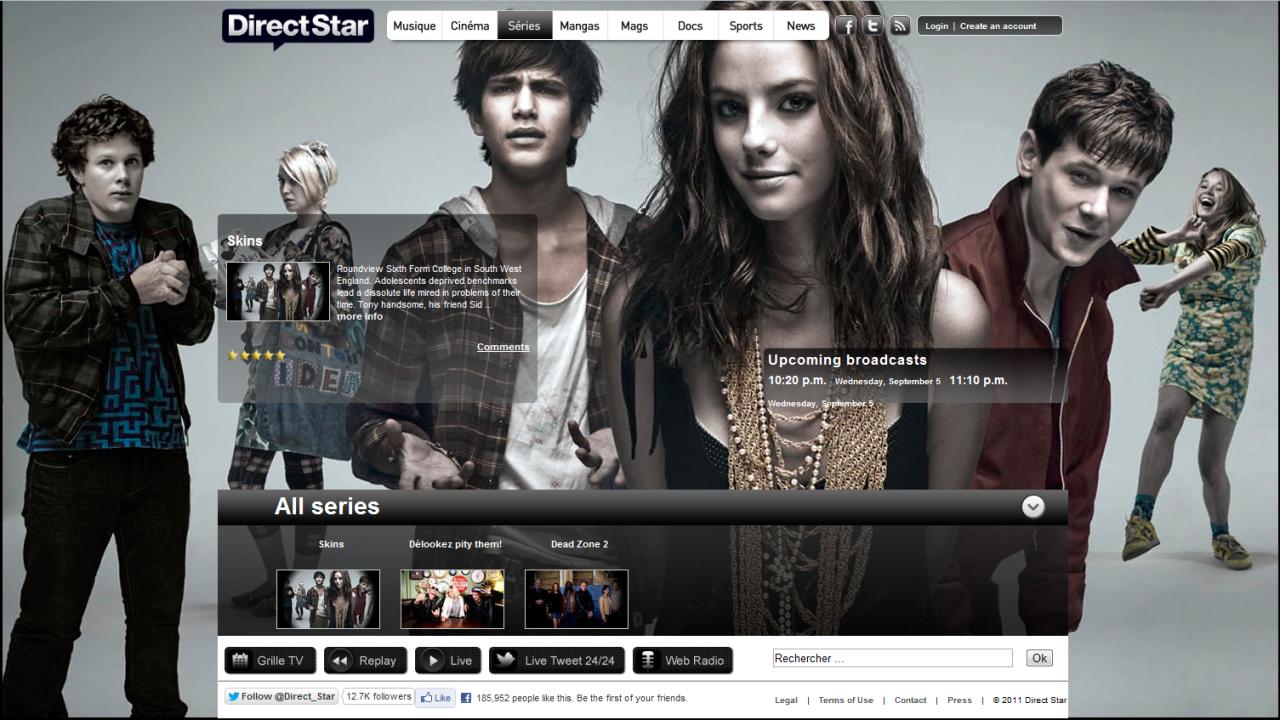 DirectStar
Musique Cinéma Séries Mangas Mags Docs Sports News
Login | Create an account
Skins
Roundview Sixth Form College in South West
England. Adolescents deprived benchmarks
lead a dissolute life mired in problems of their
time. Tony handsome, his friend Sid ...
more info
Comments
Upcoming broadcasts
10:20 p.m. Wednesday, September 5 11:10 p.m.
Wednesday, September 5
All series
Skins Dèlookez pity them! Dead Zone 2
Grille TV Replay Live Live Tweet 24/24 Web Radio
Rechercher ... Ok
Follow @Direct_Star 12.7K followers Like 185,952 people like this. Be the first of your friends.
Legal | Terms of Use | Contact | Press | © 2011 Direct Star